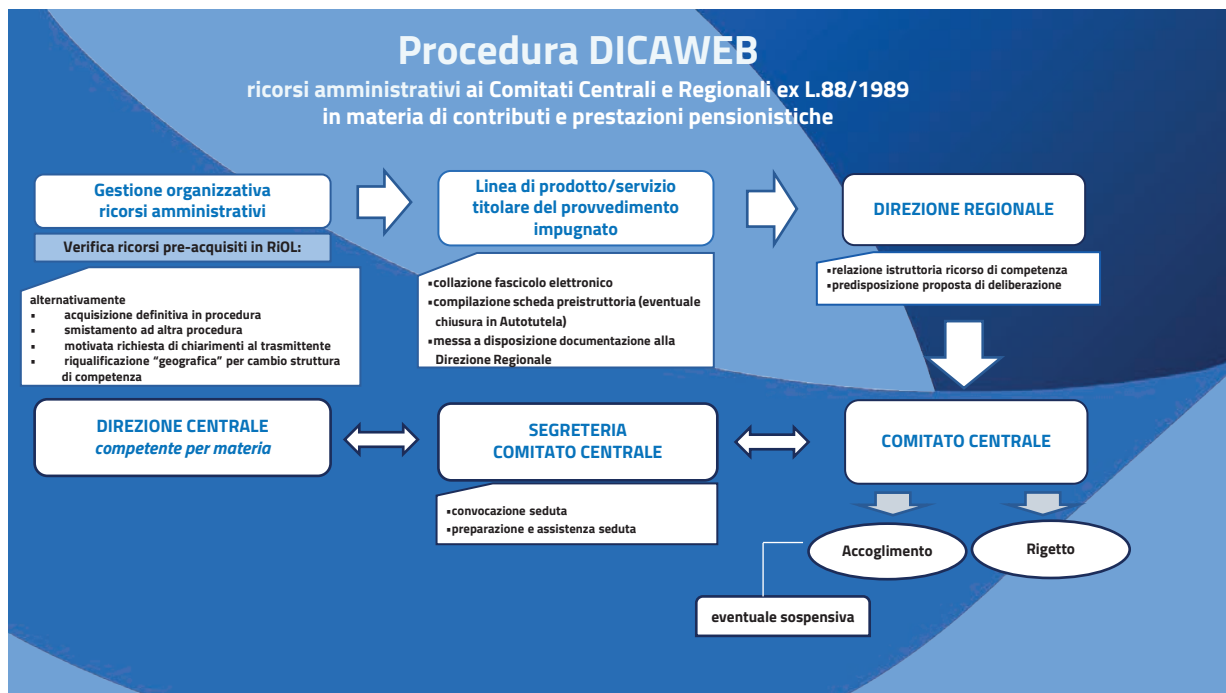 Procedura DICAWEB
ricorsi amministrativi ai Comitati Centrali e Regionali ex L.88/1989
in materia di contributi e prestazioni pensionistiche
Gestione organizzativa
ricorsi amministrativi
Verifica ricorsi pre-acquisiti in RiOL:
alternativamente
• acquisizione definitiva in procedura
• smistamento ad altra procedura
• motivata richiesta di chiarimenti al trasmittente
• riqualificazione “geografica” per cambio struttura
di competenza
Linea di prodotto/servizio
titolare del provvedimento
impugnato
▪collazione fascicolo elettronico
▪compilazione scheda preistruttoria (eventuale
chiusura in Autotutela)
▪messa a disposizione documentazione alla
Direzione Regionale
DIREZIONE REGIONALE
▪relazione istruttoria ricorso di competenza
▪predisposizione proposta di deliberazione
DIREZIONE CENTRALE
competente per materia
SEGRETERIA
COMITATO CENTRALE
▪convocazione seduta
▪preparazione e assistenza seduta
COMITATO CENTRALE
Accoglimento
Rigetto
eventuale sospensiva